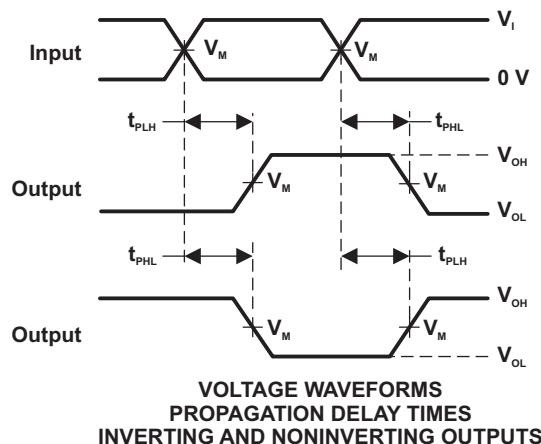 V_I
Input V_M V_M
0 V
t_PLH t_PHL
V_OH
Output V_M V_M
V_OL
t_PHL t_PLH
V_OH
Output V_M V_M
V_OL
VOLTAGE WAVEFORMS
PROPAGATION DELAY TIMES
INVERTING AND NONINVERTING OUTPUTS